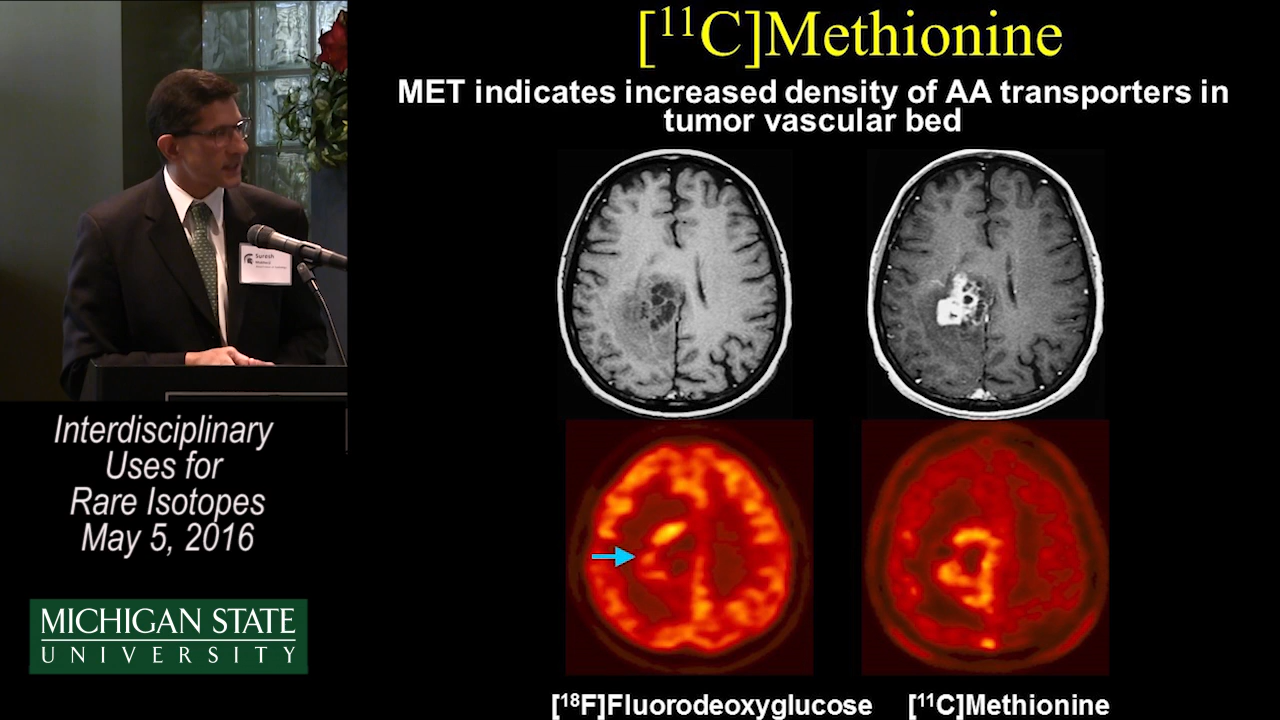 [¹¹C]Methionine
MET indicates increased density of AA transporters in
tumor vascular bed
Suresh
Interdisciplinary
Uses for
Rare Isotopes
May 5, 2016
MICHIGAN STATE
UNIVERSITY
[¹⁸F]Fluorodeoxyglucose
[¹¹C]Methionine